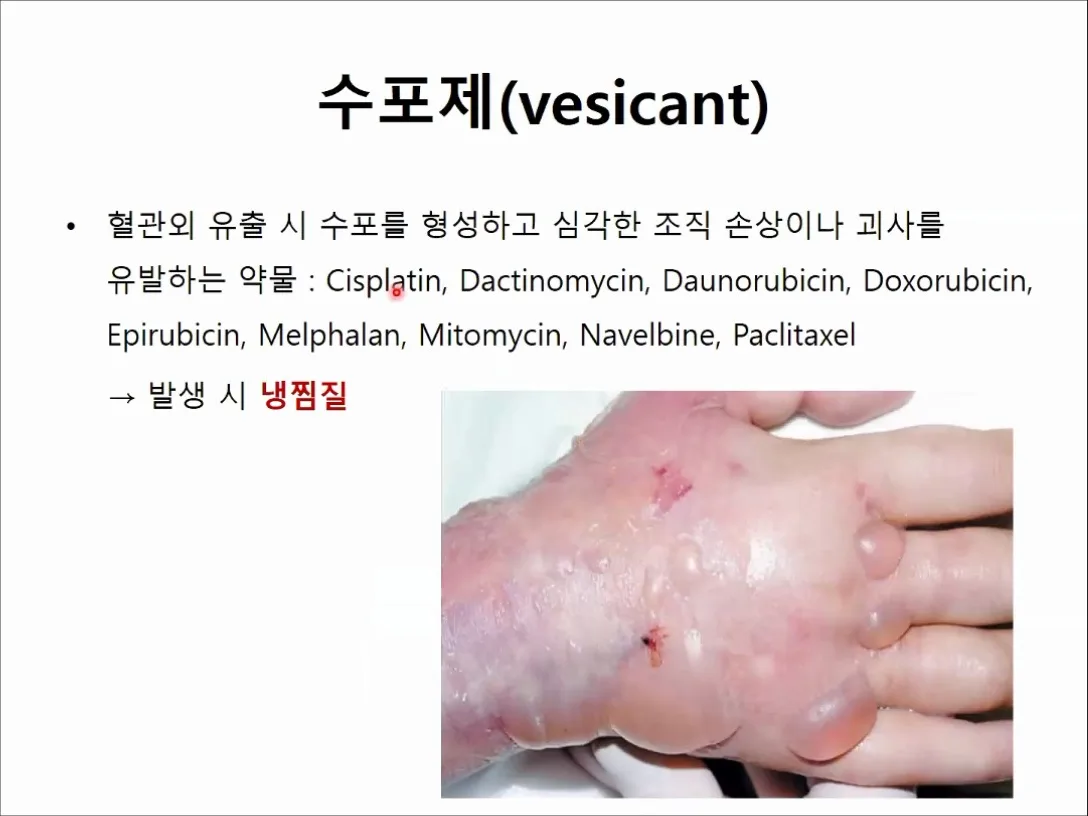 수포제(vesicant)
• 혈관외 유출 시 수포를 형성하고 심각한 조직 손상이나 괴사를
유발하는 약물 : Cisplatin, Dactinomycin, Daunorubicin, Doxorubicin,
Epirubicin, Melphalan, Mitomycin, Navelbine, Paclitaxel
→ 발생 시 냉찜질